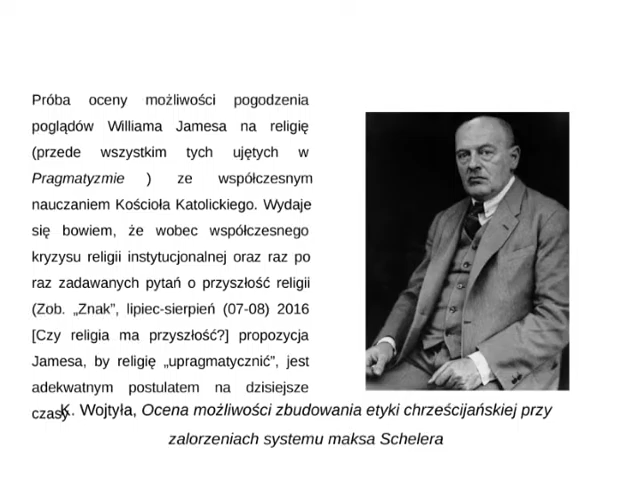 Próba oceny możliwości pogodzenia
poglądów Williama Jamesa na religię
(przede wszystkim tych ujętych w
Pragmatyzmie ) ze współczesnym
nauczaniem Kościoła Katolickiego. Wydaje
się bowiem, że wobec współczesnego
kryzysu religii instytucjonalnej oraz raz po
raz zadawanych pytań o przyszłość religii
(Zob. „Znak”, lipiec-sierpień (07-08) 2016
[Czy religia ma przyszłość?] propozycja
Jamesa, by religię „upragmatycznić”, jest
adekwatnym postulatem na dzisiejsze
czasy
K. Wojtyła, Ocena możliwości zbudowania etyki chrześcijańskiej przy
zalorzeniach systemu maksa Schelera